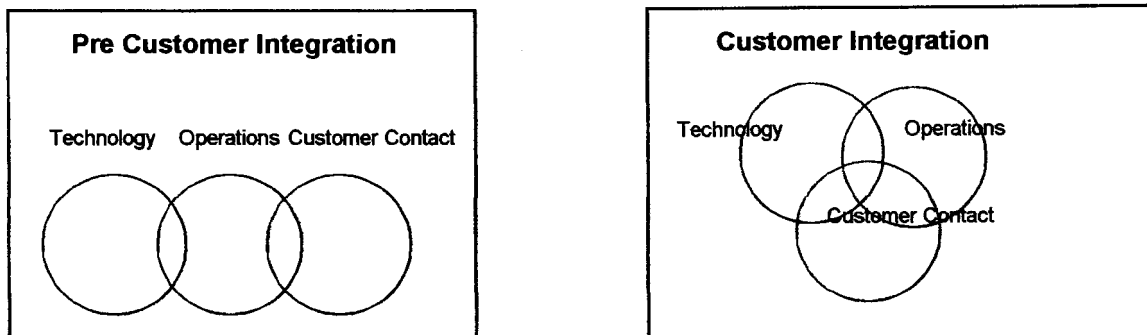 Pre Customer Integration
Technology Operations Customer Contact
Customer Integration
Technology Operations
Customer Contact